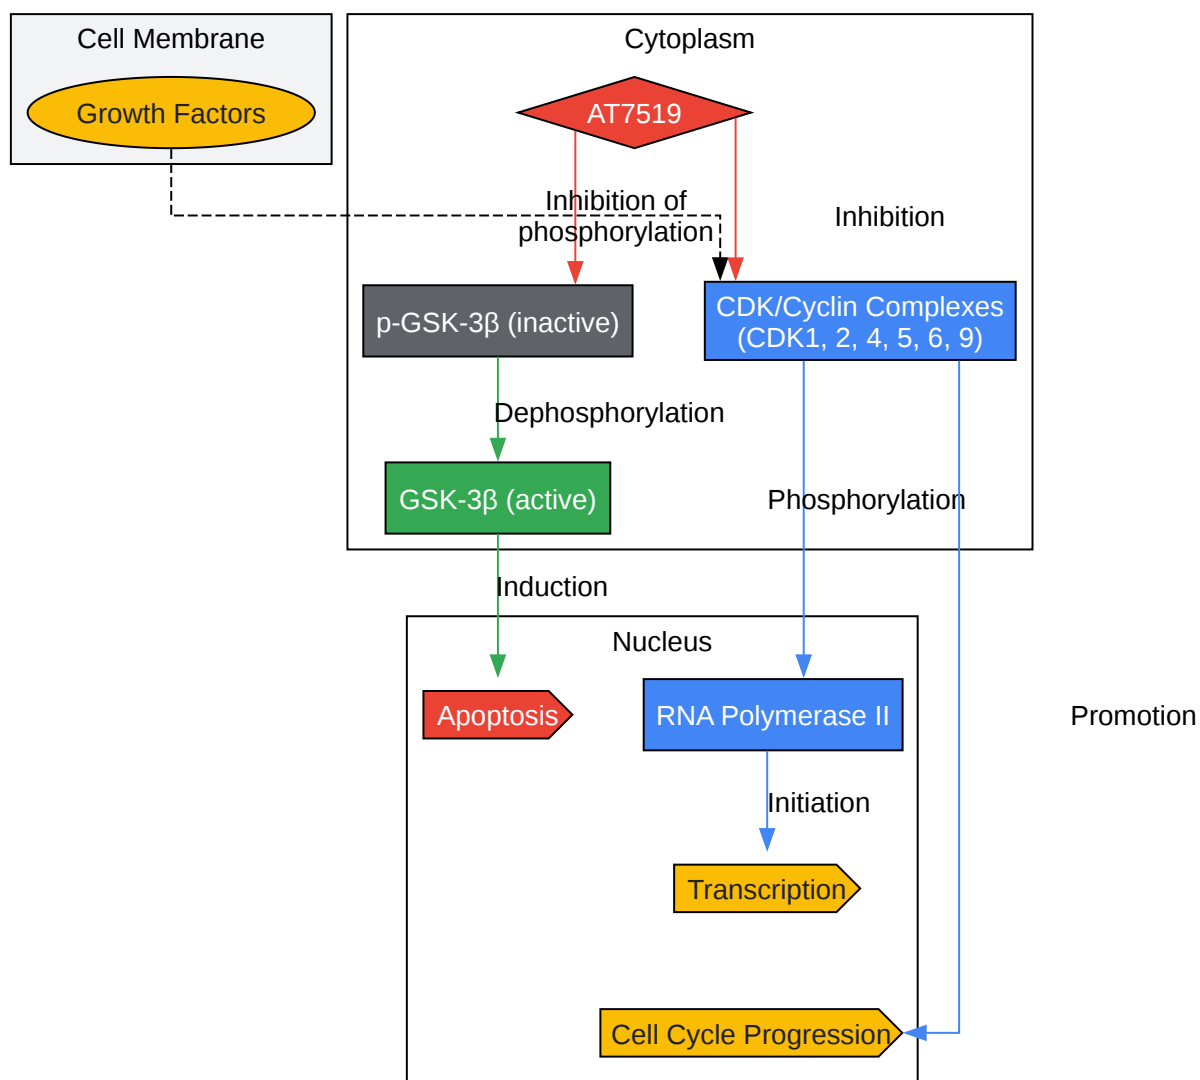 Cell Membrane
Growth Factors
Cytoplasm
AT7519
Inhibition of
phosphorylation
Inhibition
p-GSK-3β (inactive)
CDK/Cyclin Complexes
(CDK1, 2, 4, 5, 6, 9)
Dephosphorylation
GSK-3β (active)
Phosphorylation
Induction
Nucleus
Apoptosis
RNA Polymerase II
Promotion
Initiation
Transcription
Cell Cycle Progression